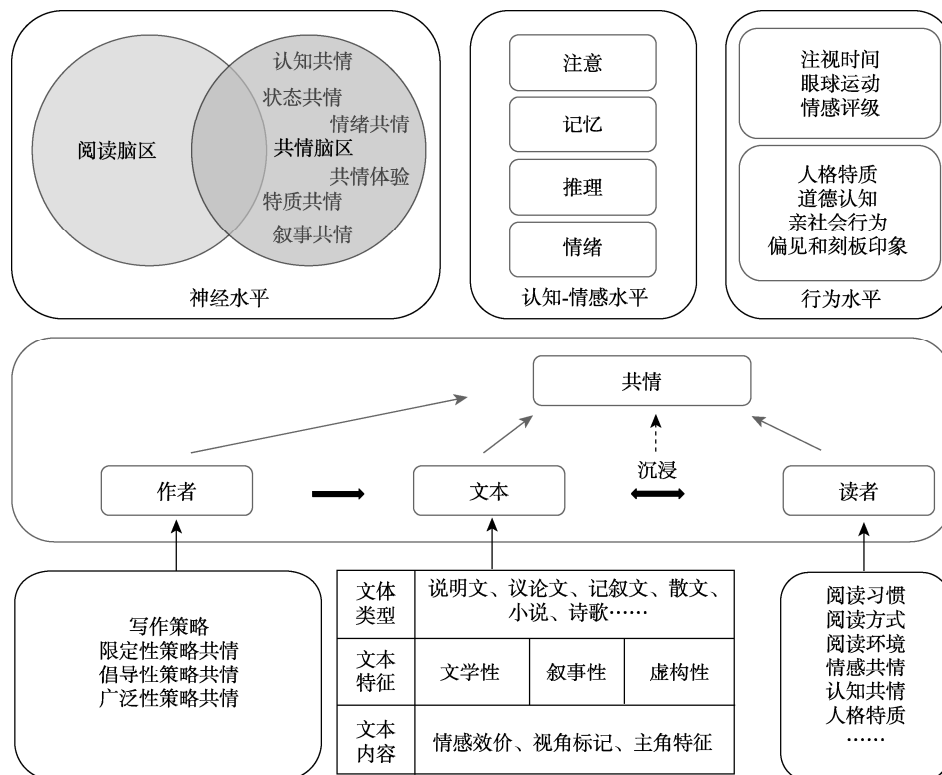 认知共情
状态共情
情绪共情
阅读脑区
共情脑区
共情体验
特质共情
叙事共情
神经水平
注意
记忆
推理
情绪
认知-情感水平
注视时间
眼球运动
情感评级
人格特质
道德认知
亲社会行为
偏见和刻板印象
行为水平
共情
沉浸
作者
文本
读者
写作策略
限定性策略共情
倡导性策略共情
广泛性策略共情
文体
类型
说明文、议论文、记叙文、散文、
小说、诗歌……
文本
特征
文学性
叙事性
虚构性
文本
内容
情感效价、视角标记、主角特征
阅读习惯
阅读方式
阅读环境
情感共情
认知共情
人格特质
……